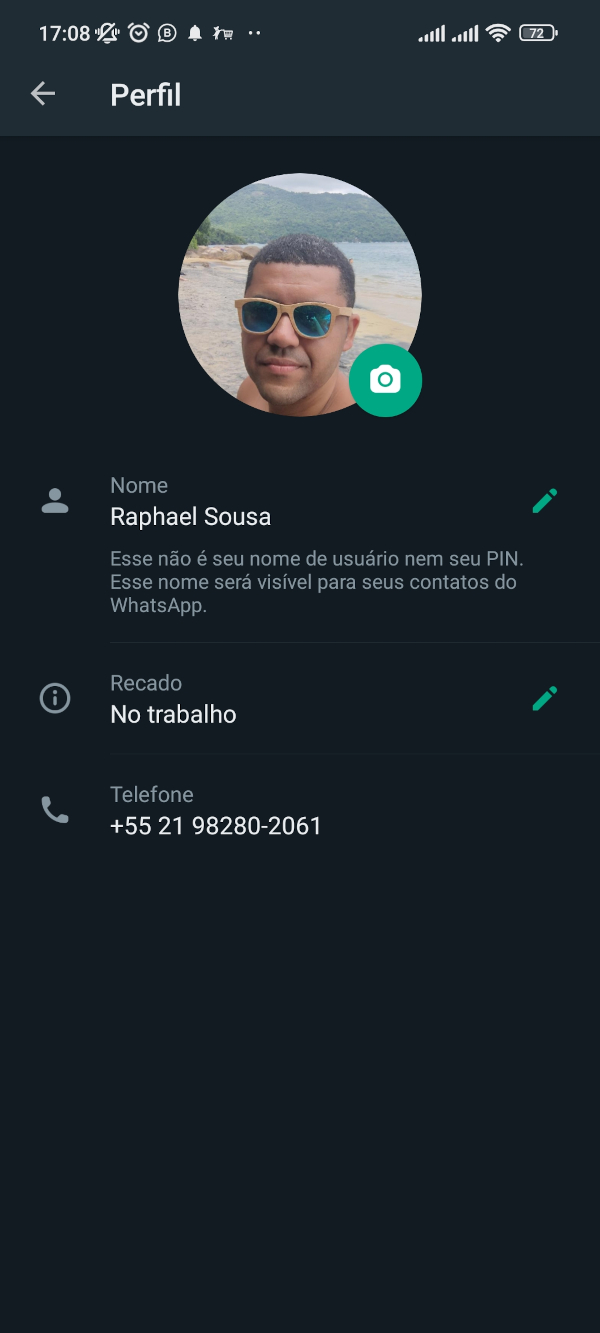 17:08 72
Perfil
Nome
Raphael Sousa
Esse não é seu nome de usuário nem seu PIN.
Esse nome será visível para seus contatos do
WhatsApp.
Recado
No trabalho
Telefone
+55 21 98280-2061